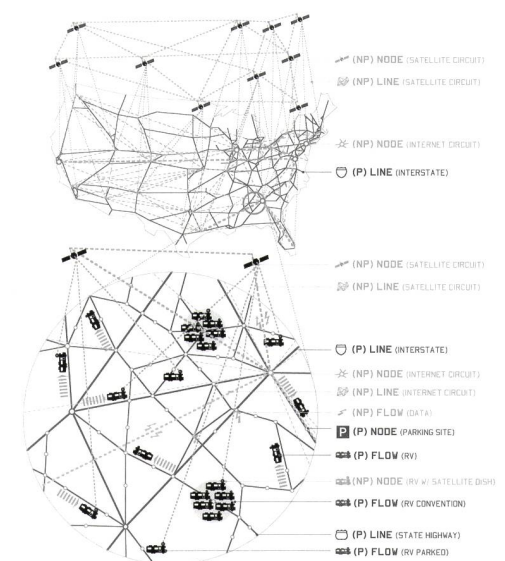 (NP) NODE (SATELLITE CIRCUIT)
(NP) LINE (SATELLITE CIRCUIT)
(NP) NODE (INTERNET CIRCUIT)
(P) LINE (INTERSTATE)
(NP) NODE (SATELLITE CIRCUIT)
(NP) LINE (SATELLITE CIRCUIT)
(P) LINE (INTERSTATE)
(NP) NODE (INTERNET CIRCUIT)
(NP) LINE (INTERNET CIRCUIT)
(NP) FLOW (DATA)
P (P) NODE (PARKING SITE)
(P) FLOW (RV)
(NP) NODE (RV W/ SATELLITE DISH)
(P) FLOW (RV CONVENTION)
(P) LINE (STATE HIGHWAY)
(P) FLOW (RV PARKED)